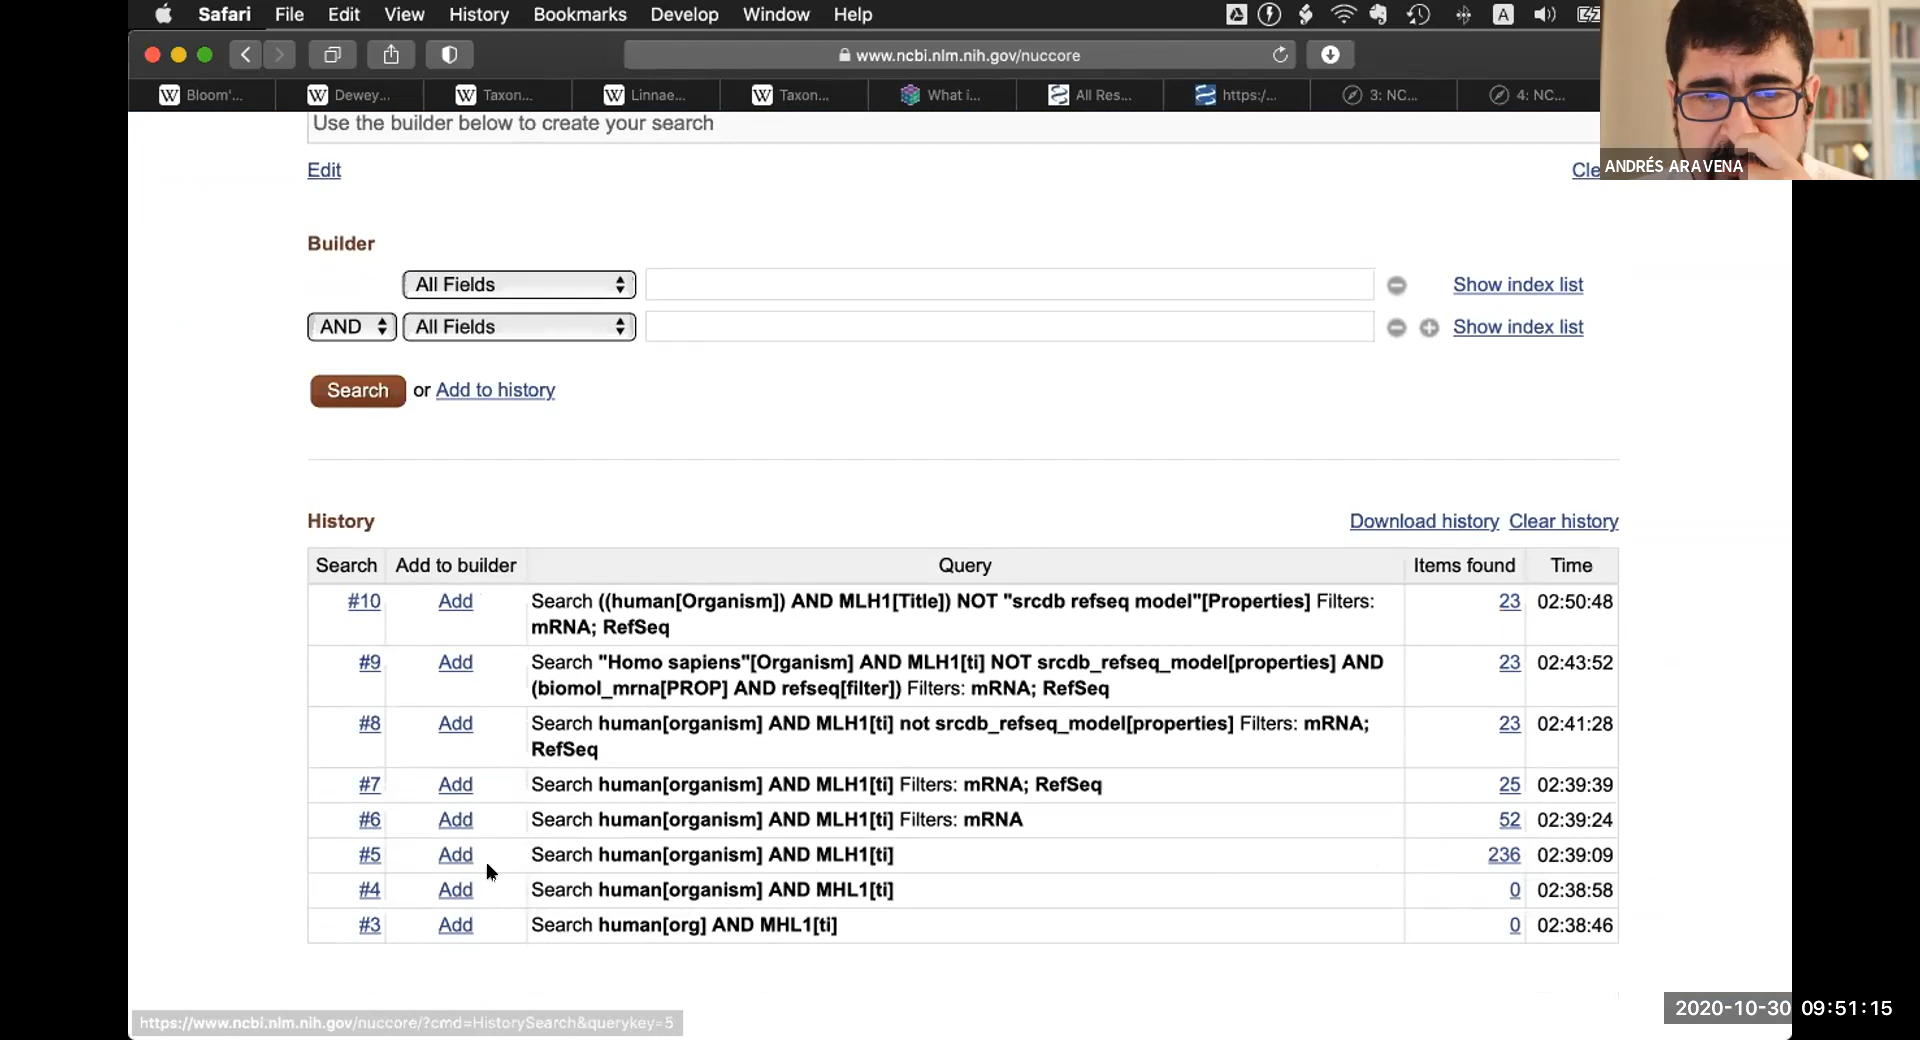 Safari File Edit View History Bookmarks Develop Window Help A
www.ncbi.nlm.nih.gov/nuccore
W Bloom'... W Dewey... W Taxon... W Linnae... W Taxon... What i... All Res... https:/... 3: NC... 4: NC...
Use the builder below to create your search
Edit Cle
ANDRÉS ARAVENA
Builder
All Fields Show index list
AND All Fields Show index list
Search or Add to history
History Download history Clear history
Search Add to builder Query Items found Time
#10 Add Search ((human[Organism]) AND MLH1[Title]) NOT "srcdb refseq model"[Properties] Filters: 23 02:50:48
mRNA; RefSeq
#9 Add Search "Homo sapiens"[Organism] AND MLH1[ti] NOT srcdb_refseq_model[properties] AND 23 02:43:52
(biomol_mrna[PROP] AND refseq[filter]) Filters: mRNA; RefSeq
#8 Add Search human[organism] AND MLH1[ti] not srcdb_refseq_model[properties] Filters: mRNA; 23 02:41:28
RefSeq
#7 Add Search human[organism] AND MLH1[ti] Filters: mRNA; RefSeq 25 02:39:39
#6 Add Search human[organism] AND MLH1[ti] Filters: mRNA 52 02:39:24
#5 Add Search human[organism] AND MLH1[ti] 236 02:39:09
#4 Add Search human[organism] AND MHL1[ti] 0 02:38:58
#3 Add Search human[org] AND MHL1[ti] 0 02:38:46
https://www.ncbi.nlm.nih.gov/nuccore/?cmd=HistorySearch&querykey=5
2020-10-30 09:51:15